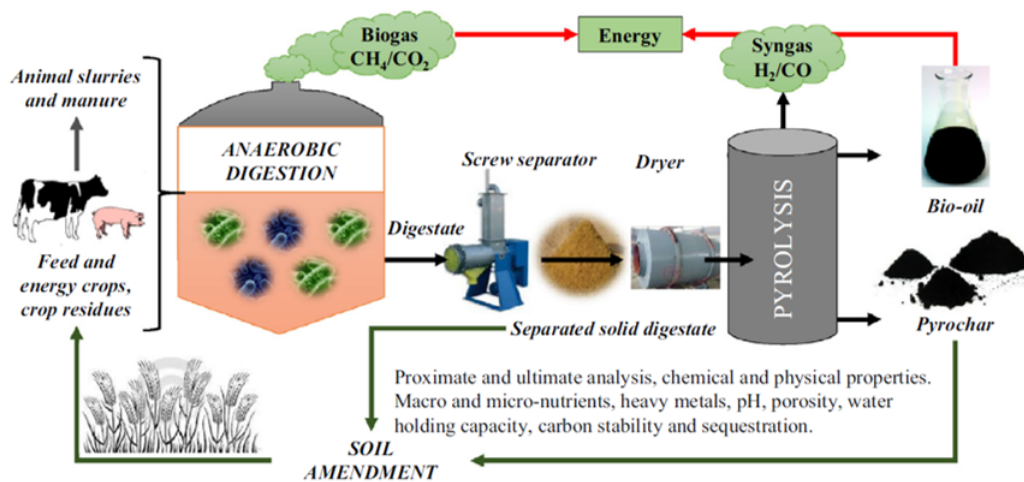 Biogas
CH₄/CO₂
Energy
Syngas
H₂/CO
Animal slurries
and manure
ANAEROBIC
DIGESTION
Screw separator
Dryer
PYROLYSIS
Bio-oil
Digestate
Feed and
energy crops,
crop residues
Separated solid digestate
Pyrochar
Proximate and ultimate analysis, chemical and physical properties.
Macro and micro-nutrients, heavy metals, pH, porosity, water
holding capacity, carbon stability and sequestration.
SOIL
AMENDMENT